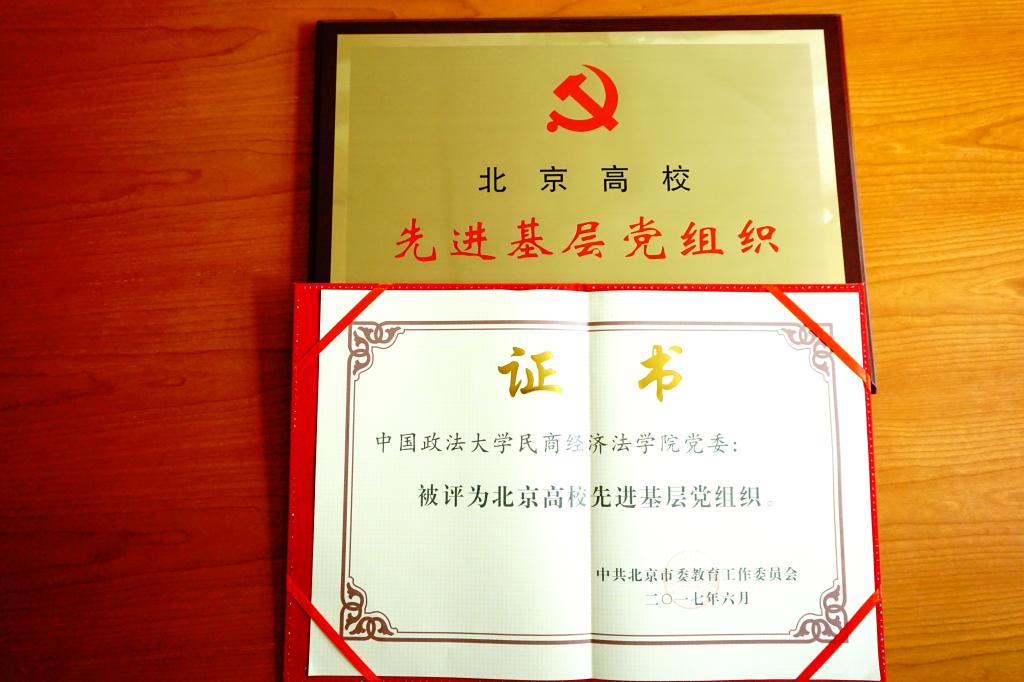 北京高校
先进基层党组织
证书
中国政法大学民商经济法学院党委：
被评为北京高校先进基层党组织。
中共北京市委教育工作委员会
二〇一七年六月